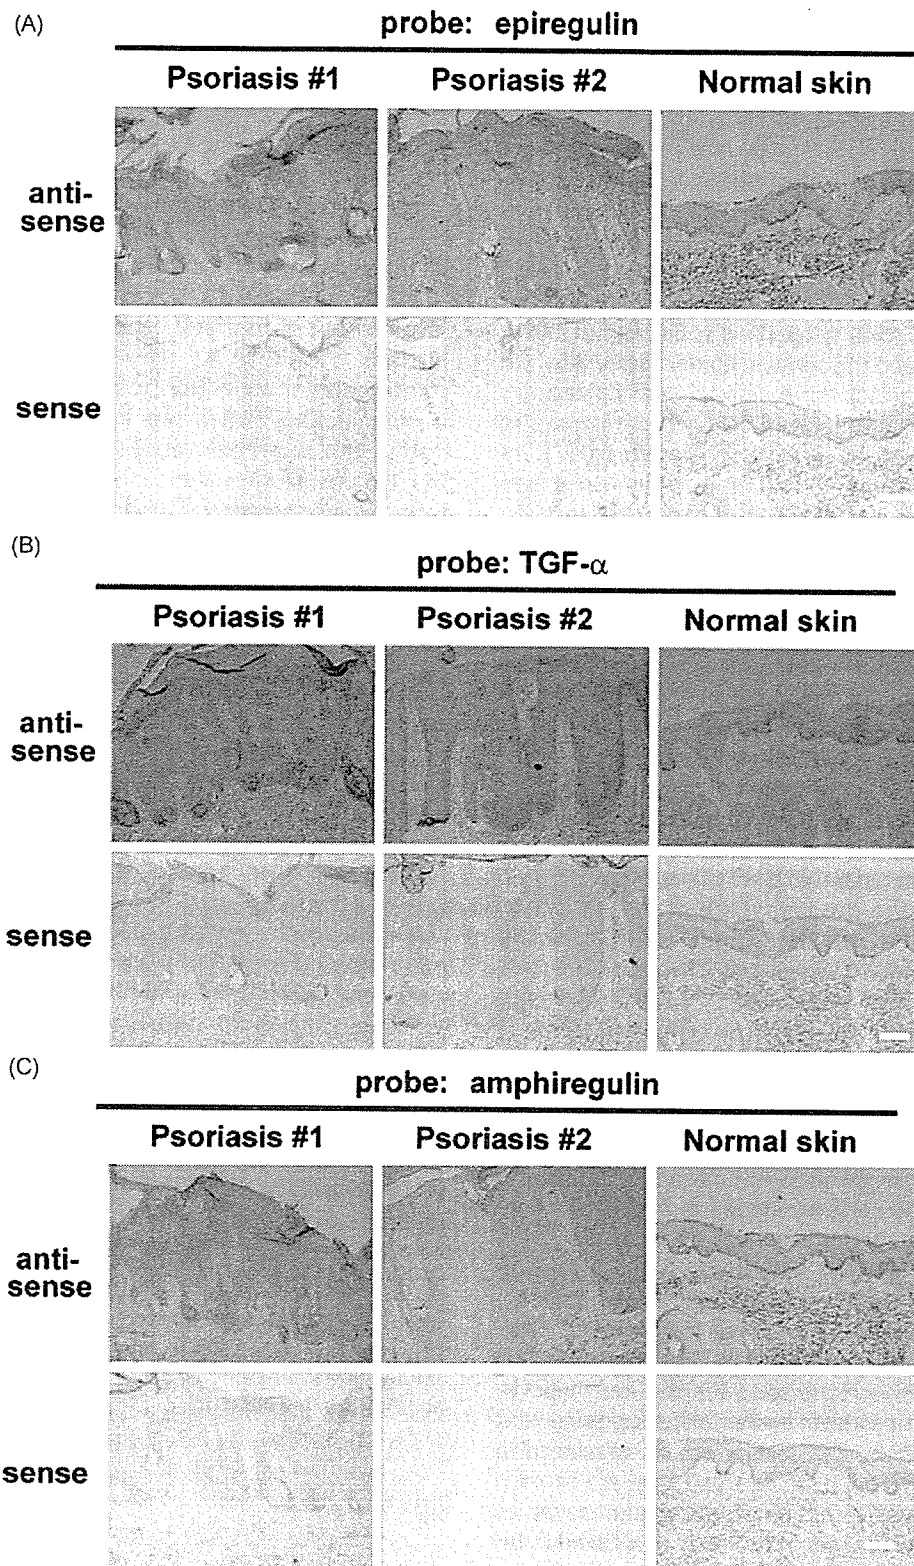 (A)
probe: epiregulin
Psoriasis #1 Psoriasis #2 Normal skin
anti-
sense
sense
(B)
probe: TGF-α
Psoriasis #1 Psoriasis #2 Normal skin
anti-
sense
sense
(C)
probe: amphiregulin
Psoriasis #1 Psoriasis #2 Normal skin
anti-
sense
sense